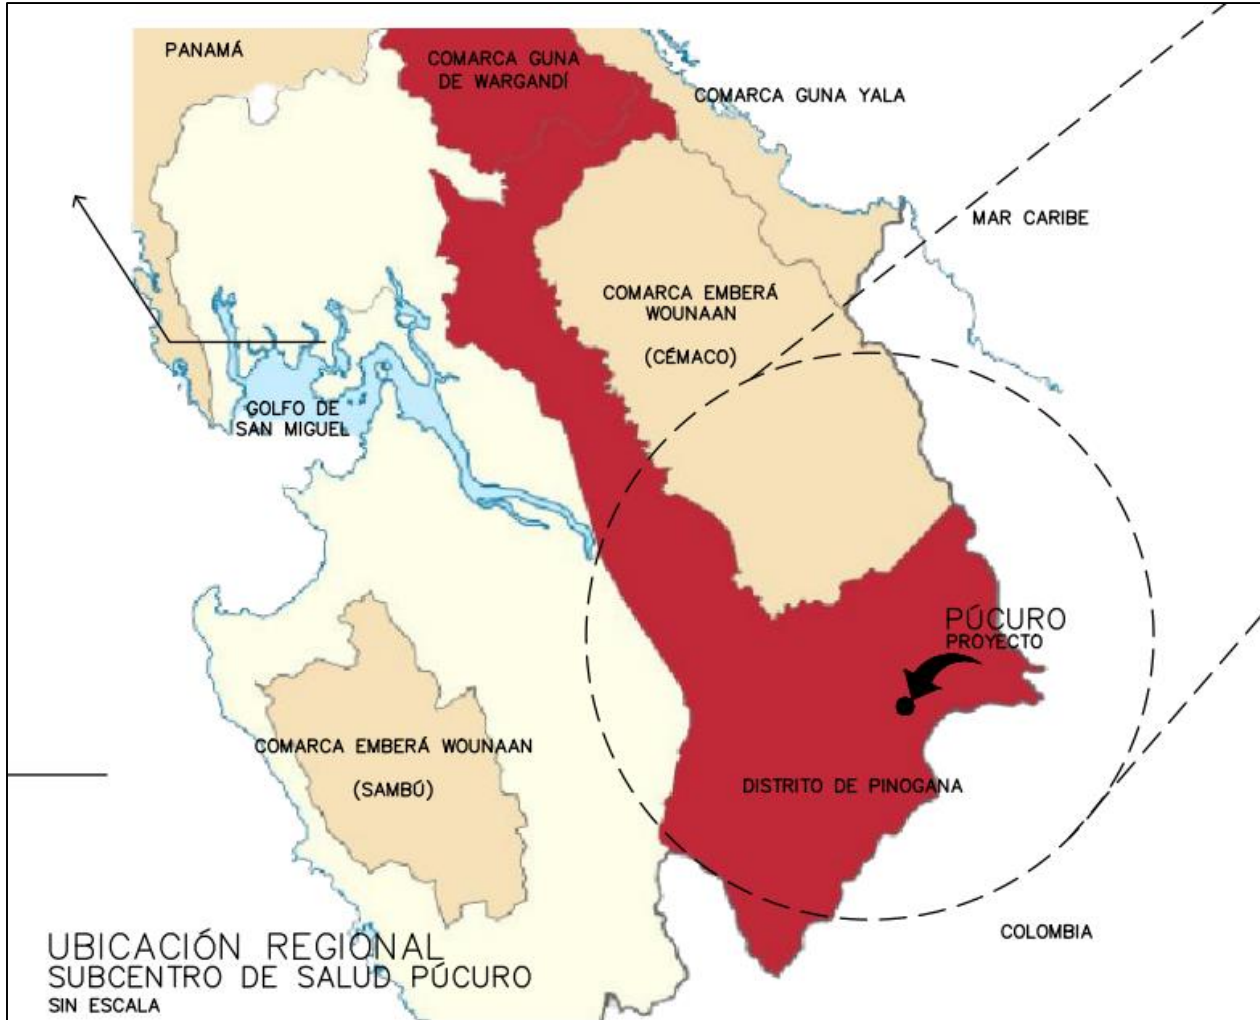 PANAMÁ
COMARCA GUNA
DE WARGANDÍ
COMARCA GUNA YALA
MAR CARIBE
COMARCA EMBERÁ
WOUNAAN
(CÉMACO)
GOLFO DE
SAN MIGUEL
PÚCURO
PROYECTO
COMARCA EMBERÁ WOUNAAN
(SAMBÚ)
DISTRITO DE PINOGANA
COLOMBIA
UBICACIÓN REGIONAL
SUBCENTRO DE SALUD PÚCURO
SIN ESCALA